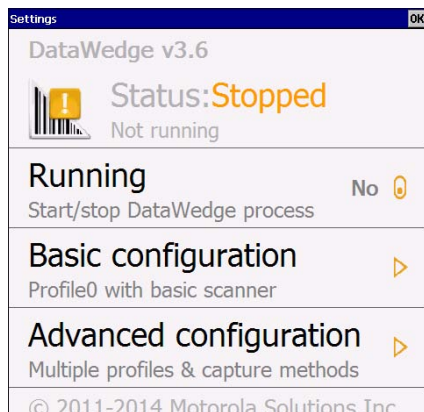 Settings OK
DataWedge v3.6
Status:Stopped
Not running
Running
No
Start/stop DataWedge process
Basic configuration
Profile0 with basic scanner
Advanced configuration
Multiple profiles & capture methods
© 2011-2014 Motorola Solutions Inc